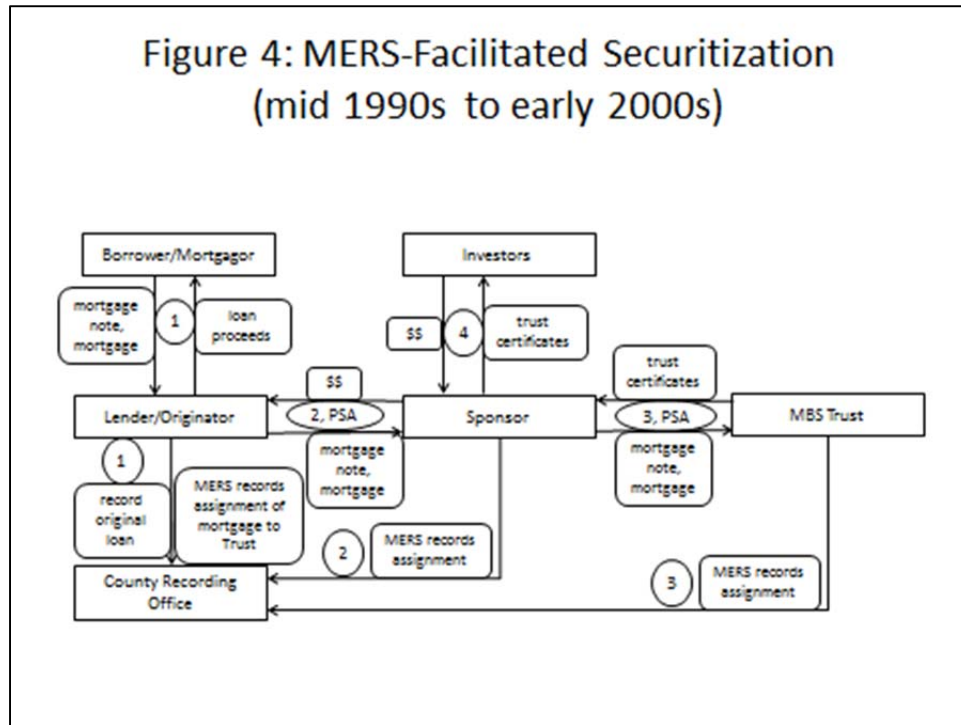 Figure 4: MERS-Facilitated Securitization
(mid 1990s to early 2000s)
Borrower/Mortgagor
Investors
mortgage
note,
mortgage
1
loan
proceeds
$$
4
trust
certificates
trust
certificates
$$
Lender/Originator
2, PSA
Sponsor
3, PSA
MBS Trust
1
mortgage
note,
mortgage
mortgage
note,
mortgage
record
original
loan
MERS records
assignment of
mortgage to
Trust
2
MERS records
assignment
County Recording
Office
3
MERS records
assignment